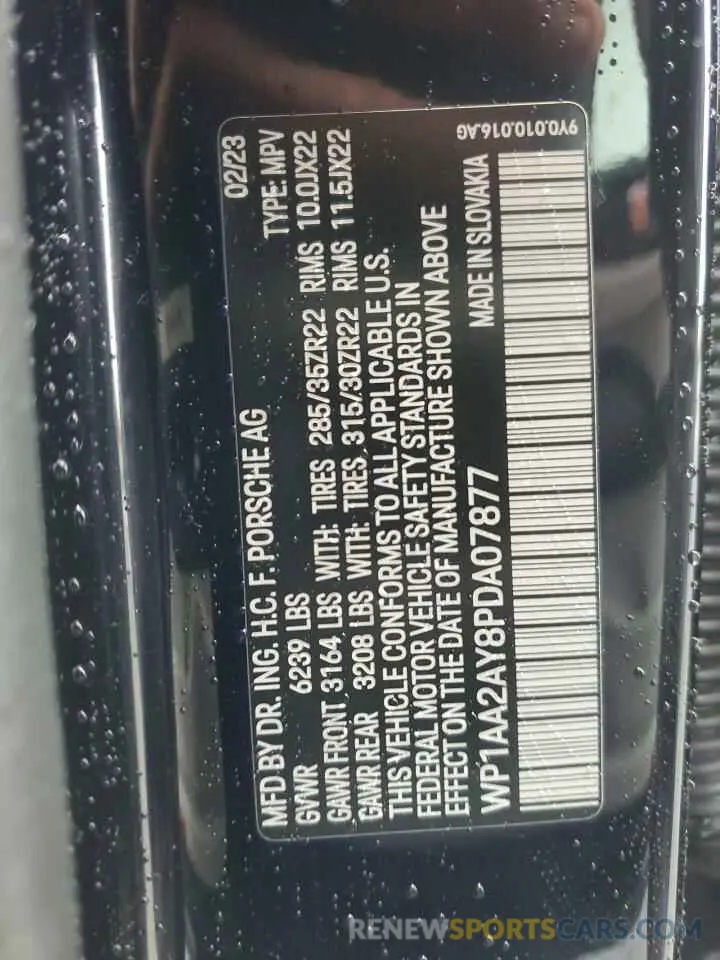 MFD BY DR. ING. H.C. F. PORSCHE AG 02/23
GVWR 6239 LBS TYPE: MPV
GAWR FRONT 3164 LBS WITH: TIRES 285/35ZR22 RIMS 10.0JX22
GAWR REAR 3208 LBS WITH: TIRES 315/30ZR22 RIMS 11.5JX22
THIS VEHICLE CONFORMS TO ALL APPLICABLE U.S.
FEDERAL MOTOR VEHICLE SAFETY STANDARDS IN
EFFECT ON THE DATE OF MANUFACTURE SHOWN ABOVE
WP1AA2AY8PDA07877 MADE IN SLOVAKIA
9Y0.010.016.AG
RENEWSPORTSCARS.COM